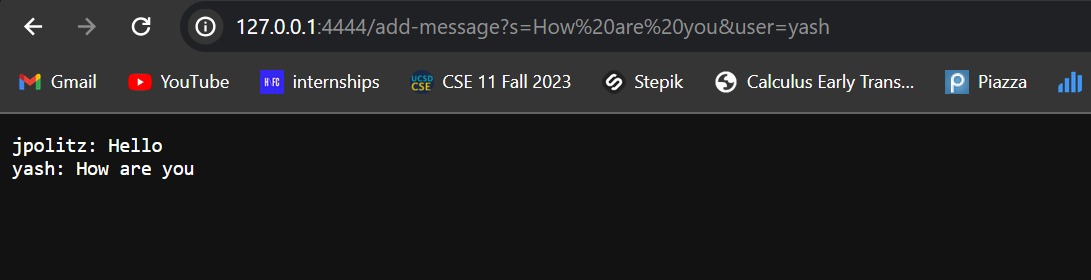 127.0.0.1:4444/add-message?s=How%20are%20you&user=yash
Gmail YouTube H·FC internships UCSD CSE CSE 11 Fall 2023 Stepik Calculus Early Trans... Piazza
jpolitz: Hello
yash: How are you